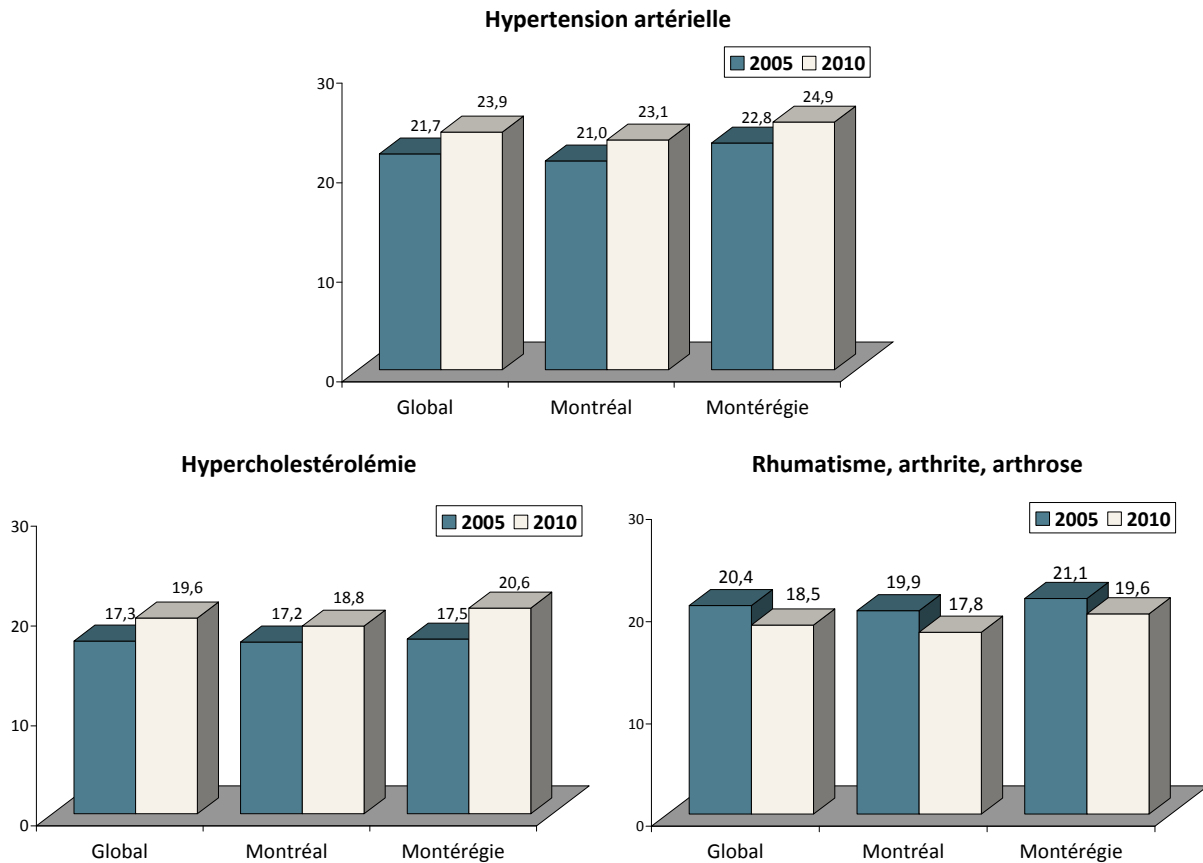 Hypertension artérielle
2005 2010
30
20
10
0
21,7 23,9 21,0 23,1 22,8 24,9
Global Montréal Montérégie
Hypercholestérolémie
2005 2010
30
20
10
0
17,3 19,6 17,2 18,8 17,5 20,6
Global Montréal Montérégie
Rhumatisme, arthrite, arthrose
2005 2010
30
20
10
0
20,4 18,5 19,9 17,8 21,1 19,6
Global Montréal Montérégie